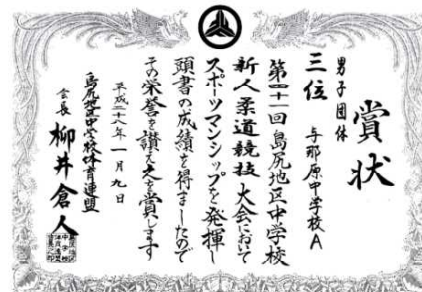 賞状
男子団体
三位 与那原中学校A
第二十一回島尻地区中学校
新人柔道競技大会において
スポーツマンシップを発揮し
頭書の成績を得ましたので
その栄誉を讃え之を賞します
平成二十八年一月九日
島尻地区中学校体育連盟
会長 柳井倉人